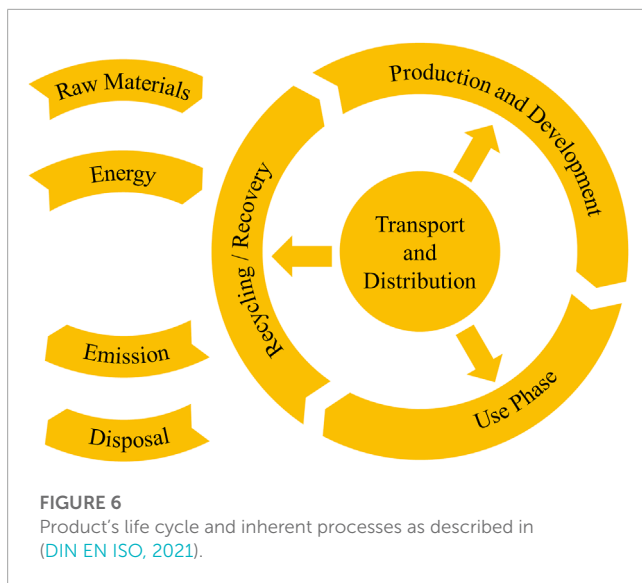 Raw Materials
Energy
Emission
Disposal
Production and Development
Recycling / Recovery
Transport
and
Distribution
Use Phase
FIGURE 6
Product’s life cycle and inherent processes as described in
(DIN EN ISO, 2021).